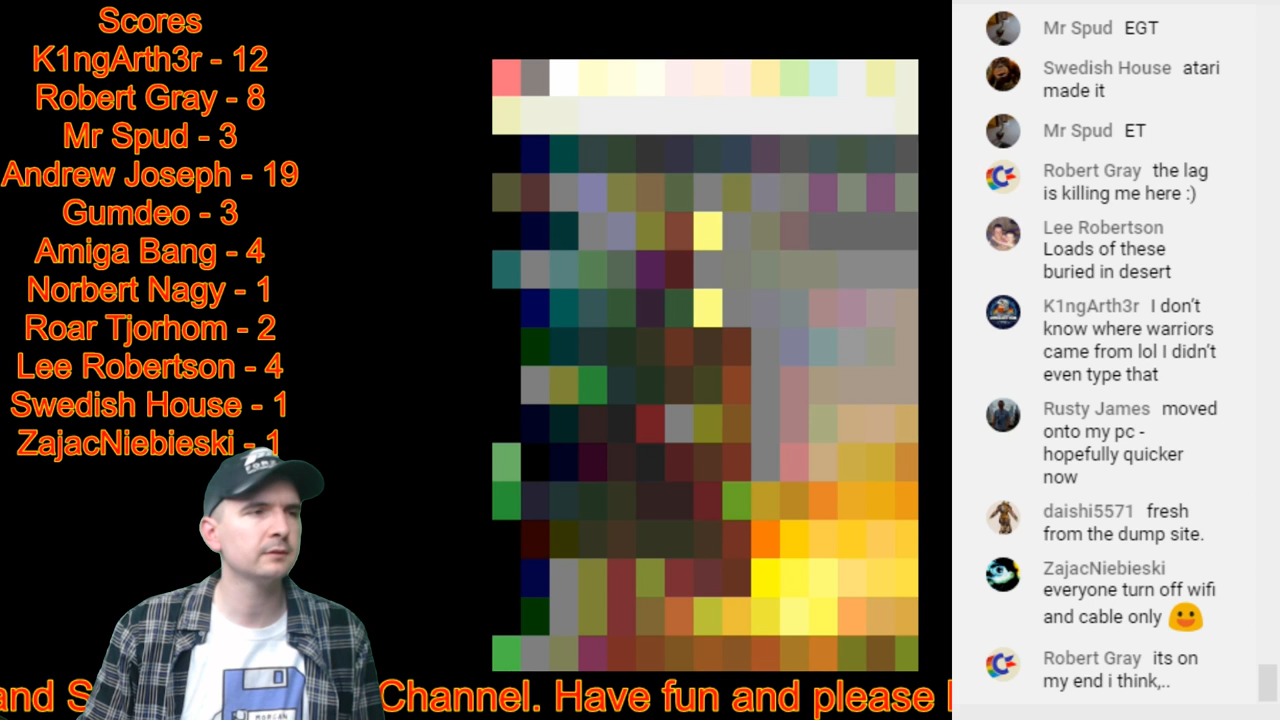 Scores
K1ngArth3r - 12
Robert Gray - 8
Mr Spud - 3
Andrew Joseph - 19
Gumdeo - 3
Amiga Bang - 4
Norbert Nagy - 1
Roar Tjorhom - 2
Lee Robertson - 4
Swedish House - 1
ZajacNiebieski - 1
and S
Channel. Have fun and please
Mr Spud EGT
Swedish House atari
made it
Mr Spud ET
Robert Gray the lag
is killing me here :)
Lee Robertson
Loads of these
buried in desert
K1ngArth3r I don't
know where warriors
came from lol I didn't
even type that
Rusty James moved
onto my pc -
hopefully quicker
now
daishi5571 fresh
from the dump site.
ZajacNiebieski
everyone turn off wifi
and cable only
Robert Gray its on
my end i think,..